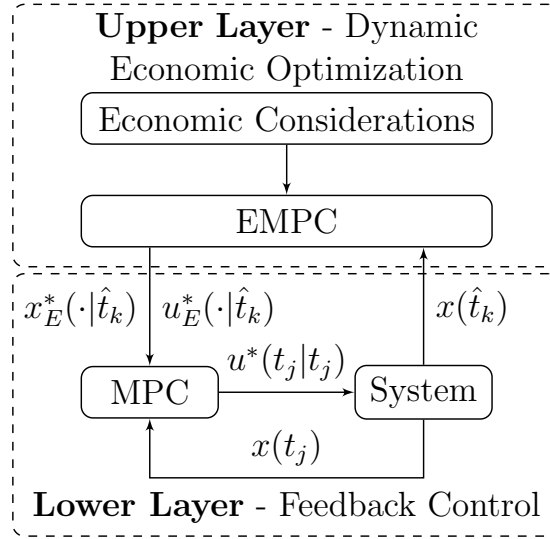 Upper Layer - Dynamic
Economic Optimization
Economic Considerations
EMPC
x*_E(·|t̂_k) u*_E(·|t̂_k) x(t̂_k)
u*(t_j|t_j)
MPC System
x(t_j)
Lower Layer - Feedback Control